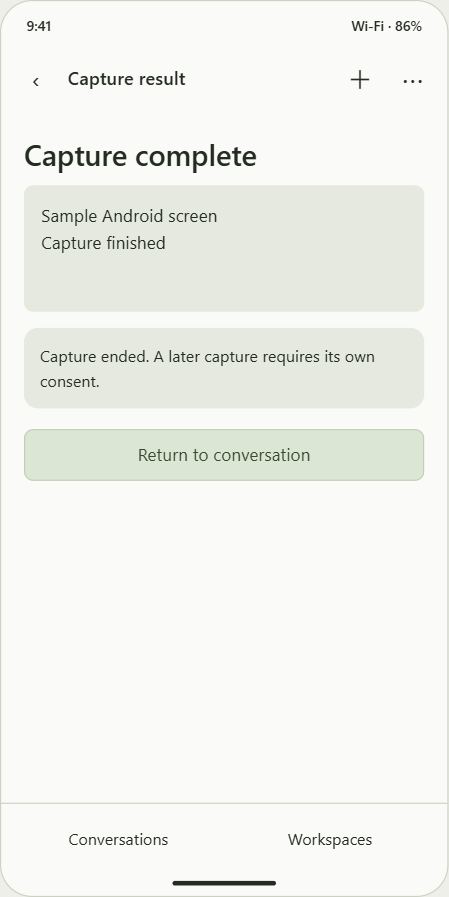 9:41
Wi-Fi · 86%
‹ Capture result + ...
Capture complete
Sample Android screen
Capture finished
Capture ended. A later capture requires its own
consent.
Return to conversation
Conversations
Workspaces